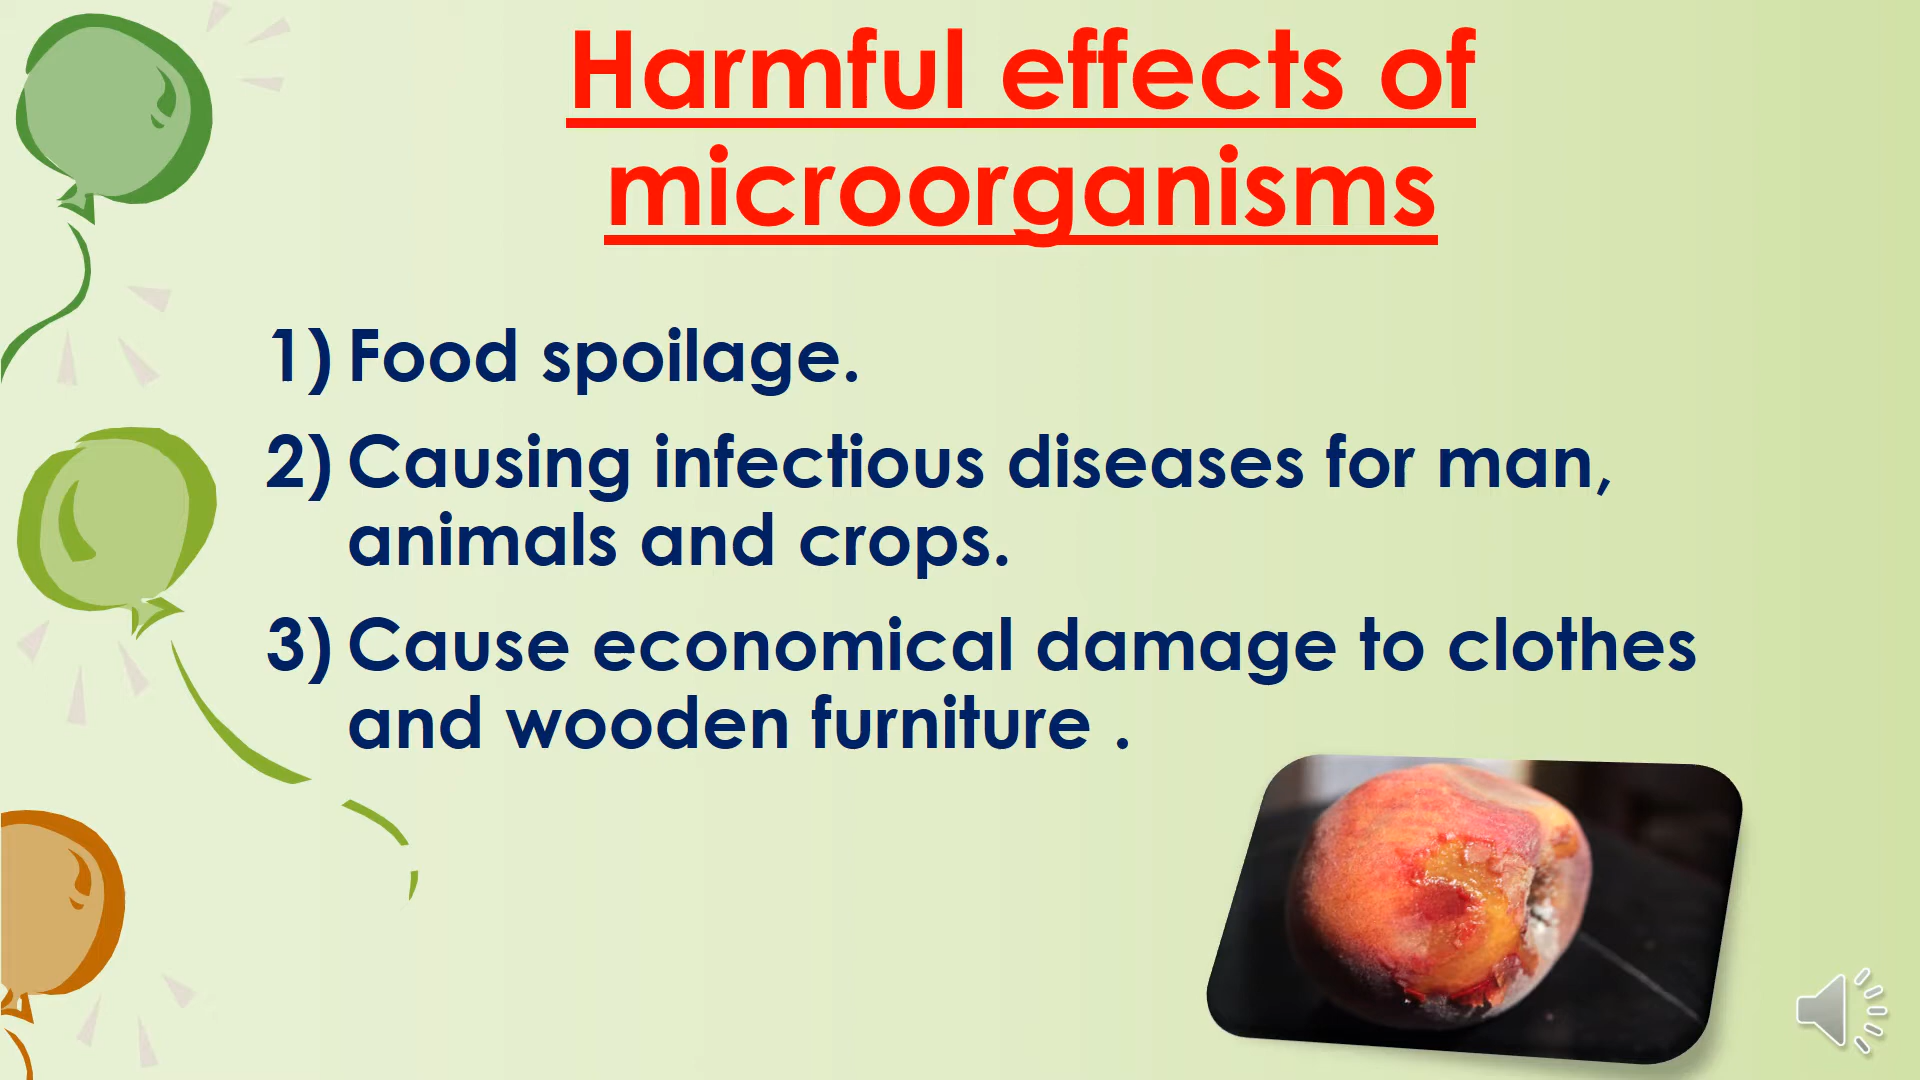 Harmful effects of
microorganisms
1) Food spoilage.
2) Causing infectious diseases for man,
animals and crops.
3) Cause economical damage to clothes
and wooden furniture .